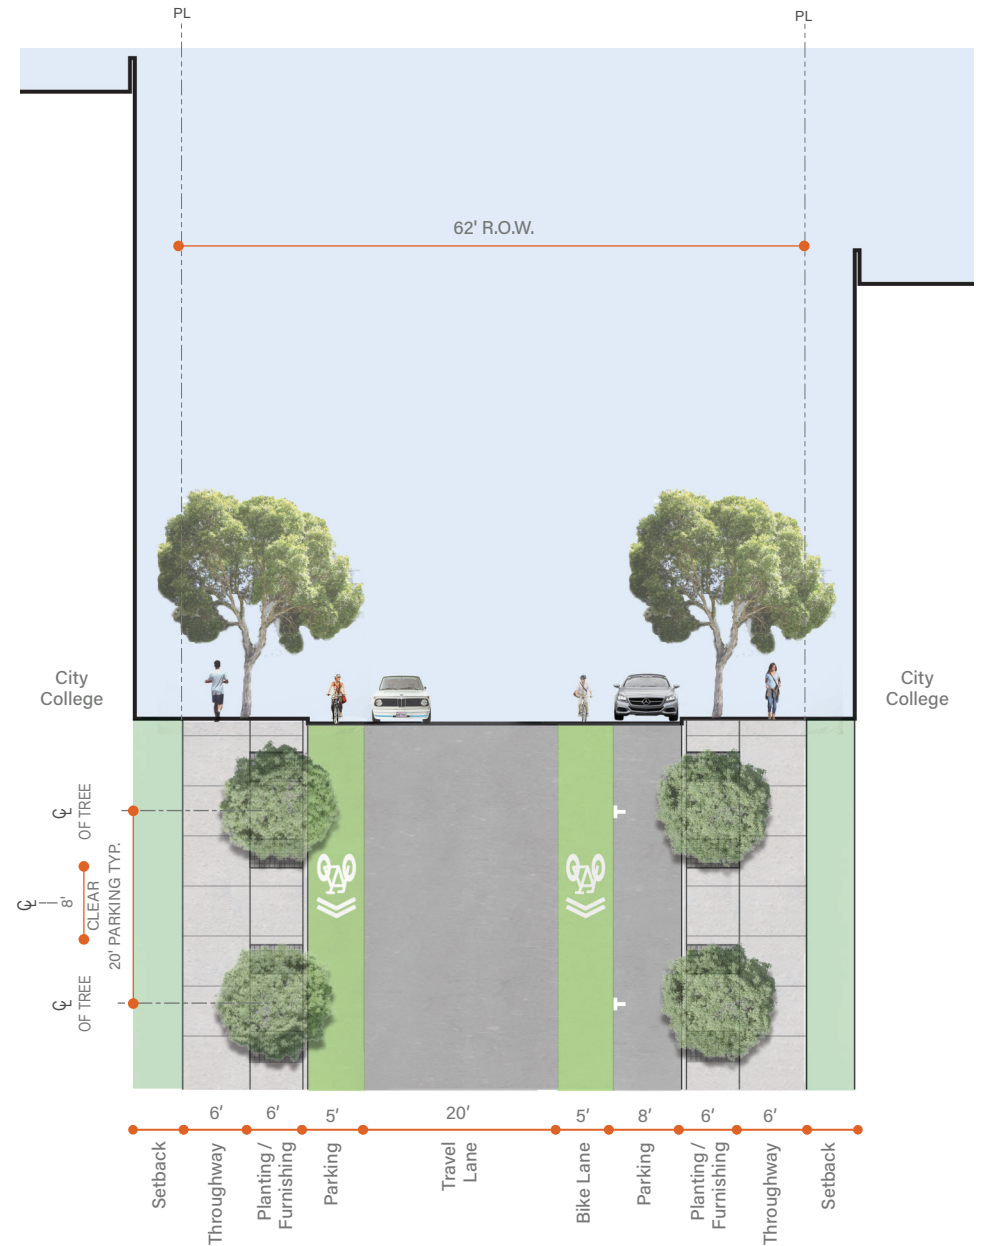 PL
PL
62' R.O.W.
City
College
City
College
℄
OF TREE
℄
8'
CLEAR
20' PARKING TYP.
℄
OF TREE
6'
6'
5'
20'
5'
8'
6'
6'
Setback
Throughway
Planting /
Furnishing
Parking
Travel
Lane
Bike Lane
Parking
Planting /
Furnishing
Throughway
Setback